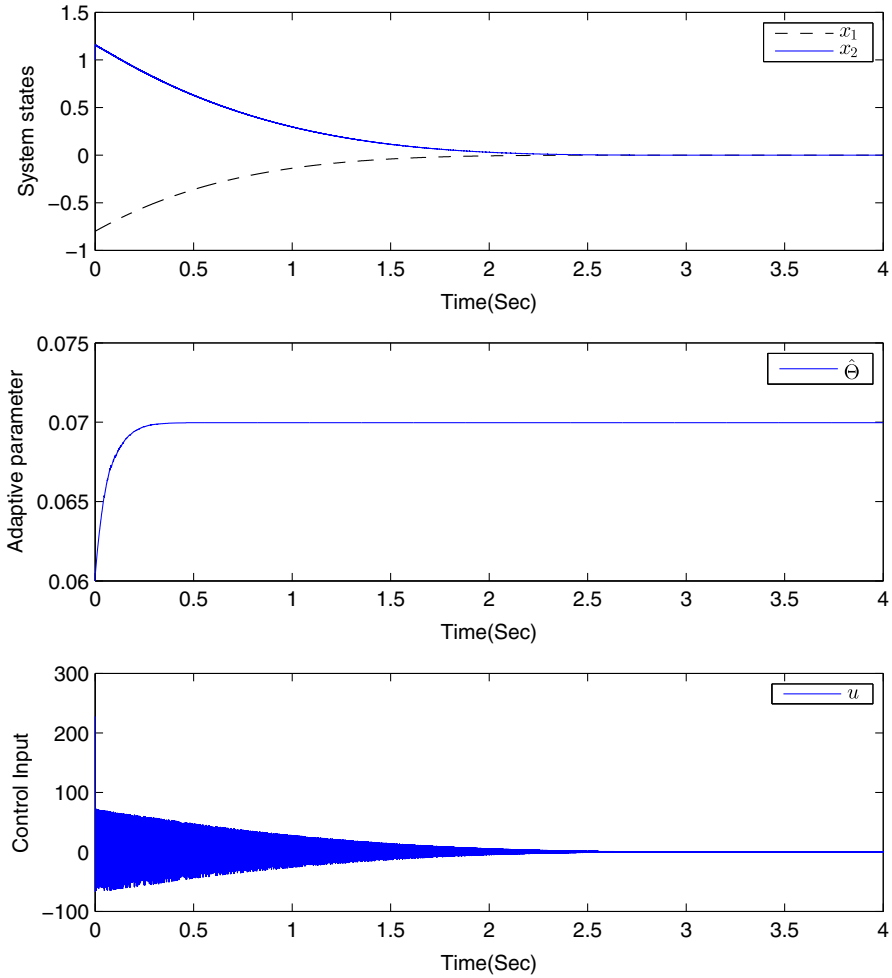 1.5
1
0.5
0
−0.5
−1
System states
x₁
x₂
0 0.5 1 1.5 2 2.5 3 3.5 4
Time(Sec)
0.075
0.07
0.065
0.06
Adaptive parameter
Θ̂
0 0.5 1 1.5 2 2.5 3 3.5 4
Time(Sec)
300
200
100
0
−100
Control Input
u
0 0.5 1 1.5 2 2.5 3 3.5 4
Time(Sec)